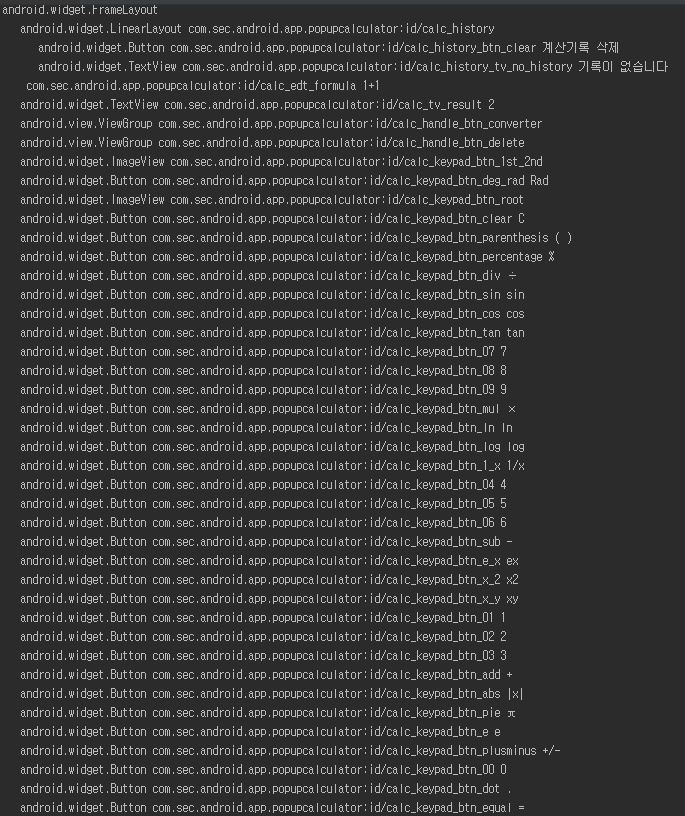 android.widget.FrameLayout
android.widget.LinearLayout com.sec.android.app.popupcalculator:id/calc_history
android.widget.Button com.sec.android.app.popupcalculator:id/calc_history_btn_clear 계산기록 삭제
android.widget.TextView com.sec.android.app.popupcalculator:id/calc_history_tv_no_history 기록이 없습니다
com.sec.android.app.popupcalculator:id/calc_edt_formula 1+1
android.widget.TextView com.sec.android.app.popupcalculator:id/calc_tv_result 2
android.view.ViewGroup com.sec.android.app.popupcalculator:id/calc_handle_btn_converter
android.view.ViewGroup com.sec.android.app.popupcalculator:id/calc_handle_btn_delete
android.widget.ImageView com.sec.android.app.popupcalculator:id/calc_keypad_btn_1st_2nd
android.widget.Button com.sec.android.app.popupcalculator:id/calc_keypad_btn_deg_rad Rad
android.widget.ImageView com.sec.android.app.popupcalculator:id/calc_keypad_btn_root
android.widget.Button com.sec.android.app.popupcalculator:id/calc_keypad_btn_clear C
android.widget.Button com.sec.android.app.popupcalculator:id/calc_keypad_btn_parenthesis ( )
android.widget.Button com.sec.android.app.popupcalculator:id/calc_keypad_btn_percentage %
android.widget.Button com.sec.android.app.popupcalculator:id/calc_keypad_btn_div ÷
android.widget.Button com.sec.android.app.popupcalculator:id/calc_keypad_btn_sin sin
android.widget.Button com.sec.android.app.popupcalculator:id/calc_keypad_btn_cos cos
android.widget.Button com.sec.android.app.popupcalculator:id/calc_keypad_btn_tan tan
android.widget.Button com.sec.android.app.popupcalculator:id/calc_keypad_btn_07 7
android.widget.Button com.sec.android.app.popupcalculator:id/calc_keypad_btn_08 8
android.widget.Button com.sec.android.app.popupcalculator:id/calc_keypad_btn_09 9
android.widget.Button com.sec.android.app.popupcalculator:id/calc_keypad_btn_mul ×
android.widget.Button com.sec.android.app.popupcalculator:id/calc_keypad_btn_ln ln
android.widget.Button com.sec.android.app.popupcalculator:id/calc_keypad_btn_log log
android.widget.Button com.sec.android.app.popupcalculator:id/calc_keypad_btn_1_x 1/x
android.widget.Button com.sec.android.app.popupcalculator:id/calc_keypad_btn_04 4
android.widget.Button com.sec.android.app.popupcalculator:id/calc_keypad_btn_05 5
android.widget.Button com.sec.android.app.popupcalculator:id/calc_keypad_btn_06 6
android.widget.Button com.sec.android.app.popupcalculator:id/calc_keypad_btn_sub -
android.widget.Button com.sec.android.app.popupcalculator:id/calc_keypad_btn_e_x ex
android.widget.Button com.sec.android.app.popupcalculator:id/calc_keypad_btn_x_2 x2
android.widget.Button com.sec.android.app.popupcalculator:id/calc_keypad_btn_x_y xy
android.widget.Button com.sec.android.app.popupcalculator:id/calc_keypad_btn_01 1
android.widget.Button com.sec.android.app.popupcalculator:id/calc_keypad_btn_02 2
android.widget.Button com.sec.android.app.popupcalculator:id/calc_keypad_btn_03 3
android.widget.Button com.sec.android.app.popupcalculator:id/calc_keypad_btn_add +
android.widget.Button com.sec.android.app.popupcalculator:id/calc_keypad_btn_abs |x|
android.widget.Button com.sec.android.app.popupcalculator:id/calc_keypad_btn_pie π
android.widget.Button com.sec.android.app.popupcalculator:id/calc_keypad_btn_e e
android.widget.Button com.sec.android.app.popupcalculator:id/calc_keypad_btn_plusminus +/-
android.widget.Button com.sec.android.app.popupcalculator:id/calc_keypad_btn_00 0
android.widget.Button com.sec.android.app.popupcalculator:id/calc_keypad_btn_dot .
android.widget.Button com.sec.android.app.popupcalculator:id/calc_keypad_btn_equal =